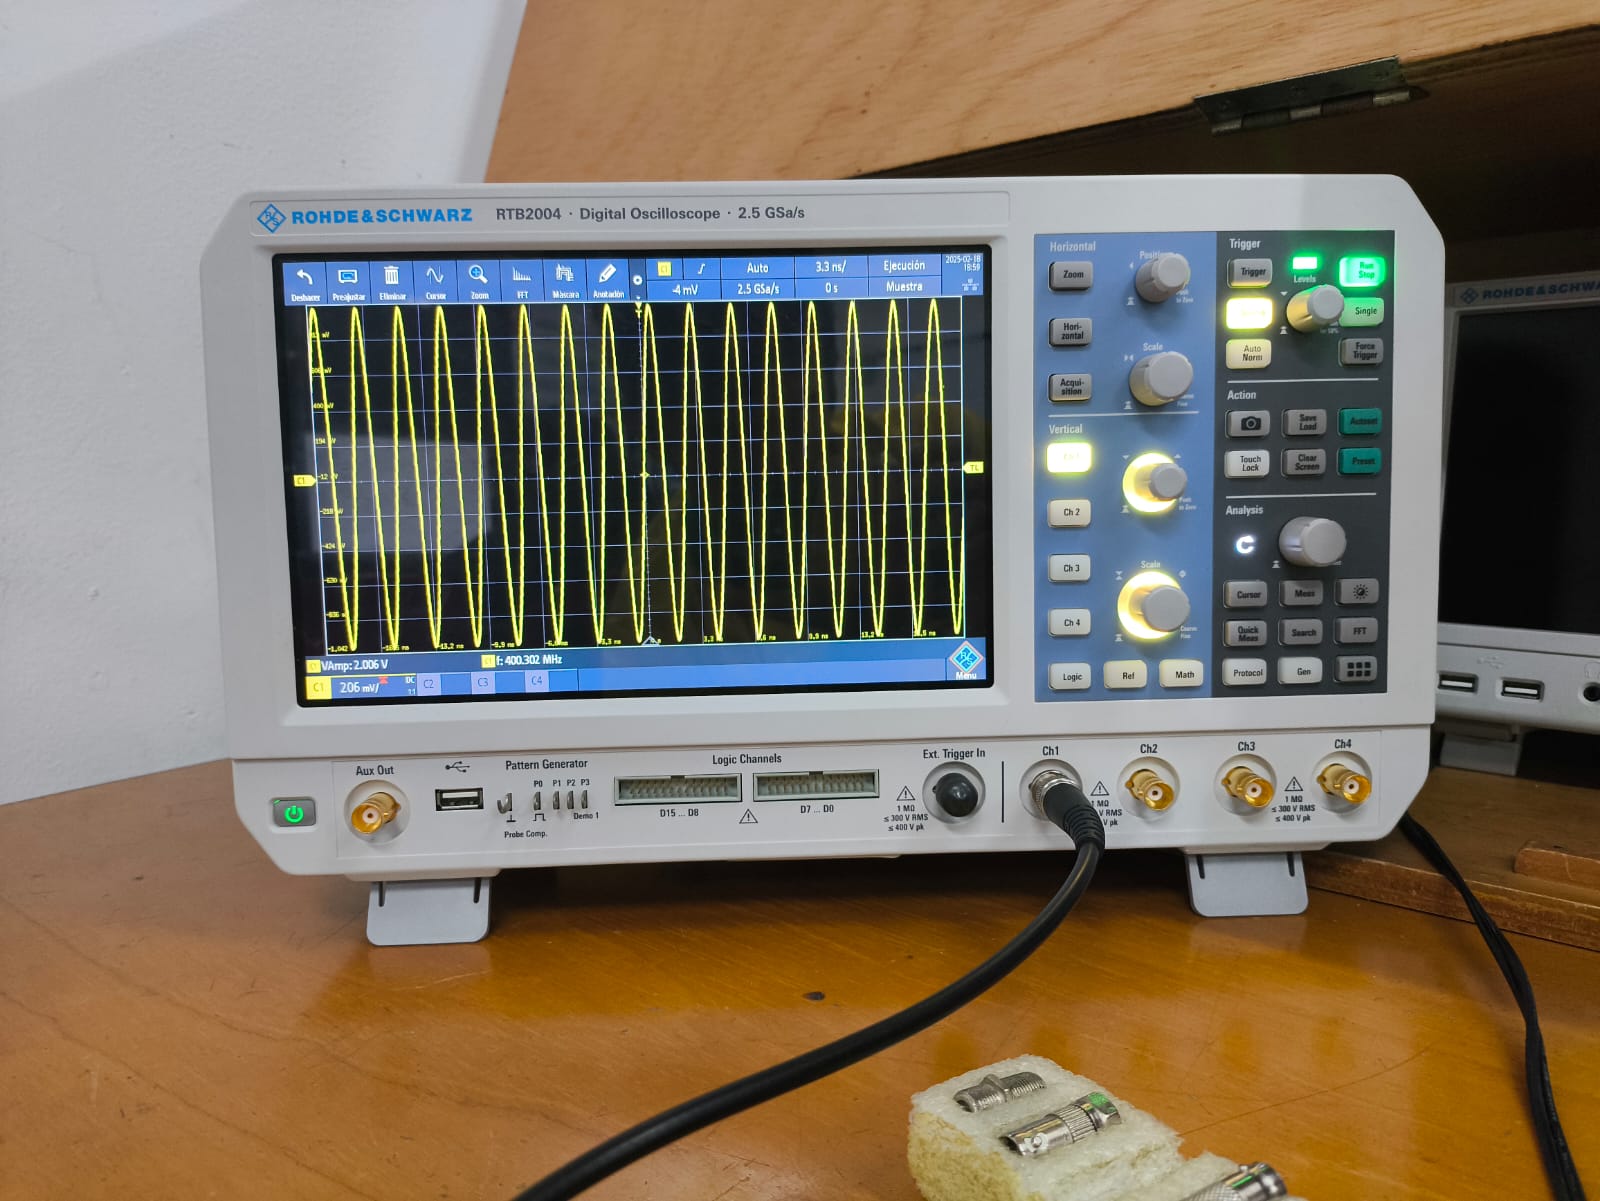 ROHDE&SCHWARZ RTB2004 · Digital Oscilloscope · 2.5 GSa/s
Deshacer Preajustar Eliminar Cursor Zoom FFT Máscara Anotación
C1 Auto 3.3 ns/ Ejecución 2025-02-18
-4 mV 2.5 GSa/s 0 s Muestra 18:59
C1
TL
VAmp: 2.006 V
f: 400.302 MHz
C1 206 mV/ DC 1:1 C2 C3 C4
Menú
Horizontal
Position
Zoom
Hori-
zontal
Scale
Acqui-
sition
Vertical
Ch 2
Ch 3
Scale
Ch 4
Logic Ref Math
Trigger
Trigger
Levels
Run
Stop
Single
Auto
Norm
Force
Trigger
Action
Save
Load
Autoset
Touch
Lock
Clear
Screen
Preset
Analysis
Cursor Meas
Quick
Meas
Search FFT
Protocol Gen
Aux Out
Pattern Generator
P0 P1 P2 P3
Demo 1
Probe Comp.
Logic Channels
D15 ... D8
D7 ... D0
Ext. Trigger In
1 MΩ
≤ 300 V RMS
≤ 400 V pk
Ch1
1 MΩ
V RMS
V pk
Ch2
Ch3
1 MΩ
≤ 300 V RMS
≤ 400 V pk
Ch4
ROHDE&SCHWA